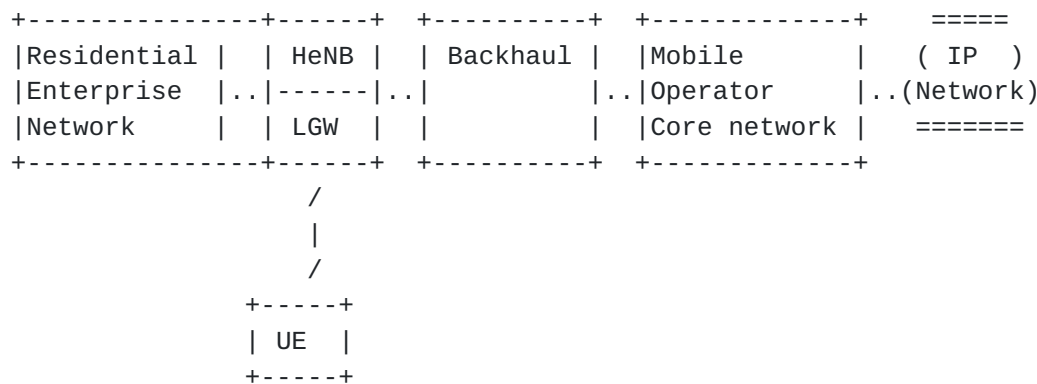 +---------------+------+  +----------+  +-------------+    =====
|Residential |  | HeNB |  | Backhaul |  |Mobile       |   ( IP  )
|Enterprise  |..|------|..|          |..|Operator     |..(Network)
|Network     |  | LGW  |  |          |  |Core network |   =======
+---------------+------+  +----------+  +-------------+
                   /
                   |
                   /
               +-----+
               | UE  |
               +-----+